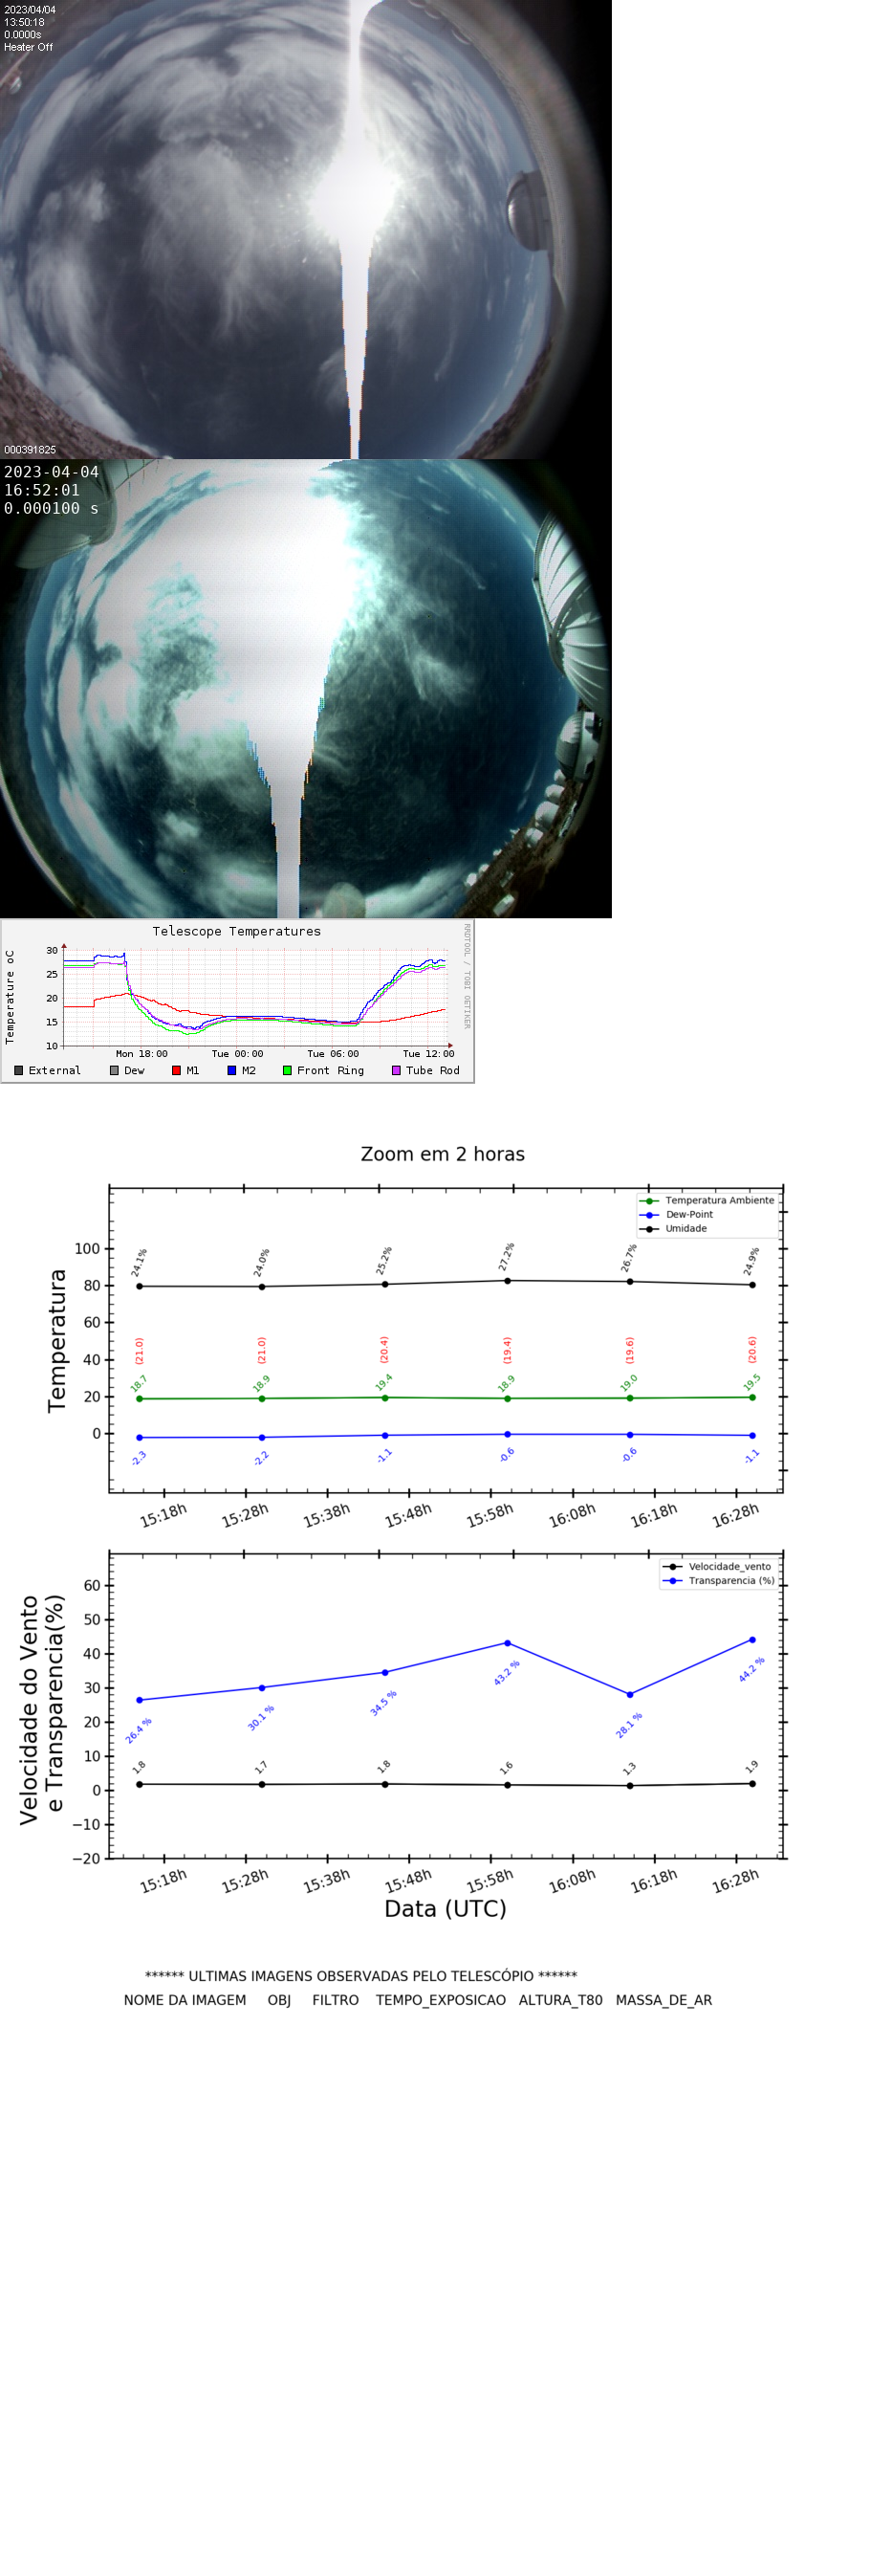 2023/04/04
13:50:18
0.0000s
Heater Off
000391825
2023-04-04
16:52:01
0.000100 s
Telescope Temperatures
RRDTOOL / TOBI OETIKER
Temperature oC
30
25
20
15
10
Mon 18:00 Tue 00:00 Tue 06:00 Tue 12:00
External Dew M1 M2 Front Ring Tube Rod
Zoom em 2 horas
Temperatura
Temperatura Ambiente
Dew-Point
Umidade
100
80
60
40
20
0
24.1% 24.0% 25.2% 27.2% 26.7% 24.9%
(21.0) (21.0) (20.4) (19.4) (19.6) (20.6)
18.7 18.9 19.4 18.9 19.0 19.5
-2.3 -2.2 -1.1 -0.6 -0.6 -1.1
15:18h 15:28h 15:38h 15:48h 15:58h 16:08h 16:18h 16:28h
Velocidade do Vento
e Transparencia(%)
Velocidade_vento
Transparencia (%)
60
50
40
30
20
10
0
−10
−20
26.4 % 30.1 % 34.5 % 43.2 % 28.1 % 44.2 %
1.8 1.7 1.8 1.6 1.3 1.9
15:18h 15:28h 15:38h 15:48h 15:58h 16:08h 16:18h 16:28h
Data (UTC)
****** ULTIMAS IMAGENS OBSERVADAS PELO TELESCÓPIO ******
NOME DA IMAGEM OBJ FILTRO TEMPO_EXPOSICAO ALTURA_T80 MASSA_DE_AR